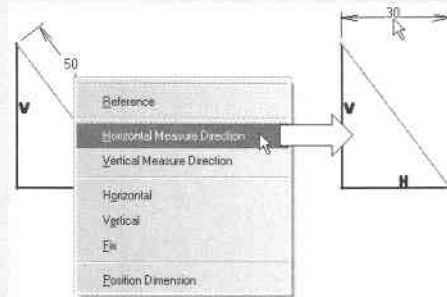 30
50
V
V
Reference
Horizontal Measure Direction
Vertical Measure Direction
Horizontal
Vertical
Fix
Position Dimension
H